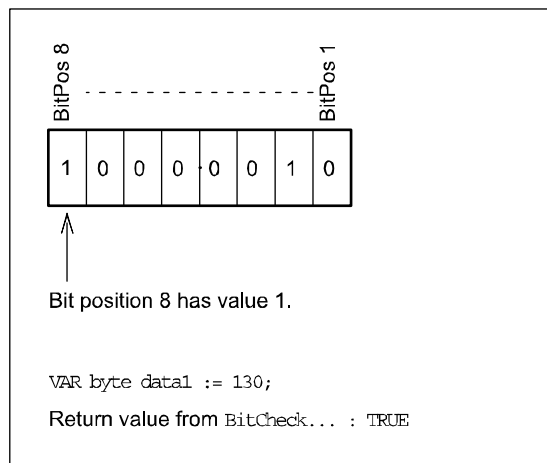 BitPos 8 BitPos 1
1 0 0 0 0 0 1 0
Bit position 8 has value 1.
VAR byte data1 := 130;
Return value from BitCheck... : TRUE